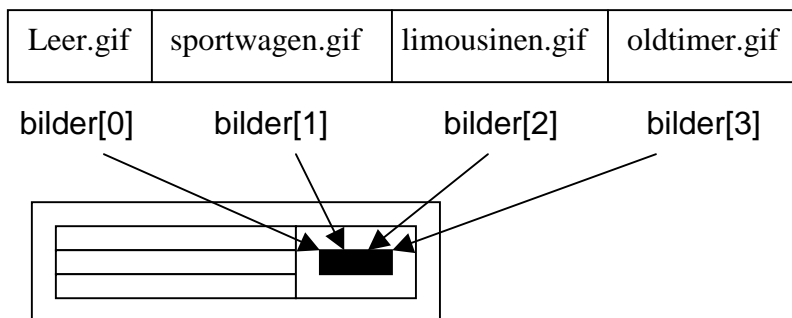 Leer.gif sportwagen.gif limousinen.gif oldtimer.gif
bilder[0] bilder[1] bilder[2] bilder[3]